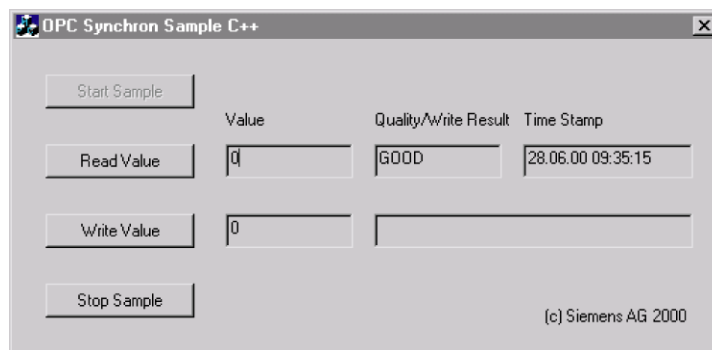 OPC Synchron Sample C++
Start Sample
Value Quality/Write Result Time Stamp
Read Value 0 GOOD 28.06.00 09:35:15
Write Value 0
Stop Sample
(c) Siemens AG 2000